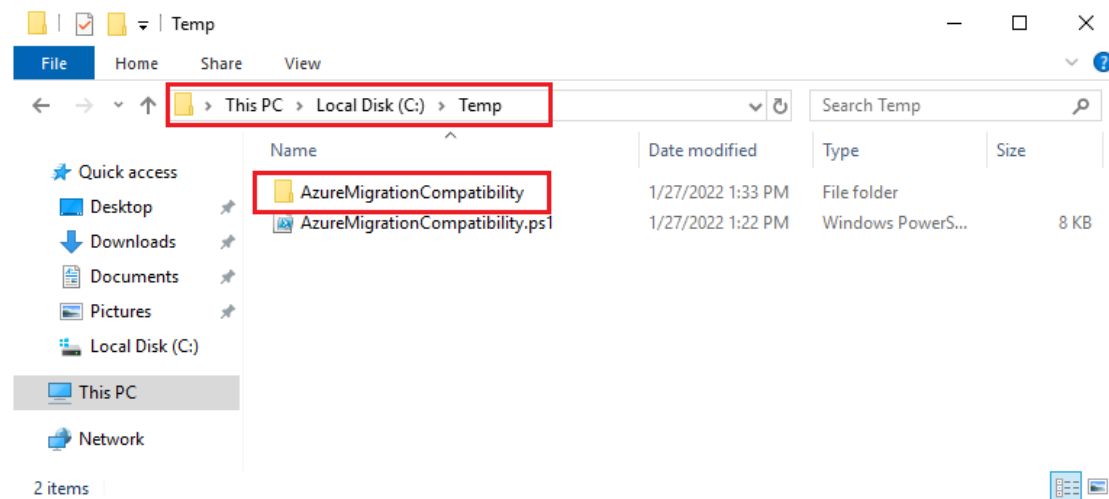 Temp
File Home Share View ?
This PC > Local Disk (C:) > Temp Search Temp
Name Date modified Type Size
Quick access
Desktop
Downloads
Documents
Pictures
Local Disk (C:)
This PC
Network
AzureMigrationCompatibility 1/27/2022 1:33 PM File folder
AzureMigrationCompatibility.ps1 1/27/2022 1:22 PM Windows PowerS... 8 KB
2 items